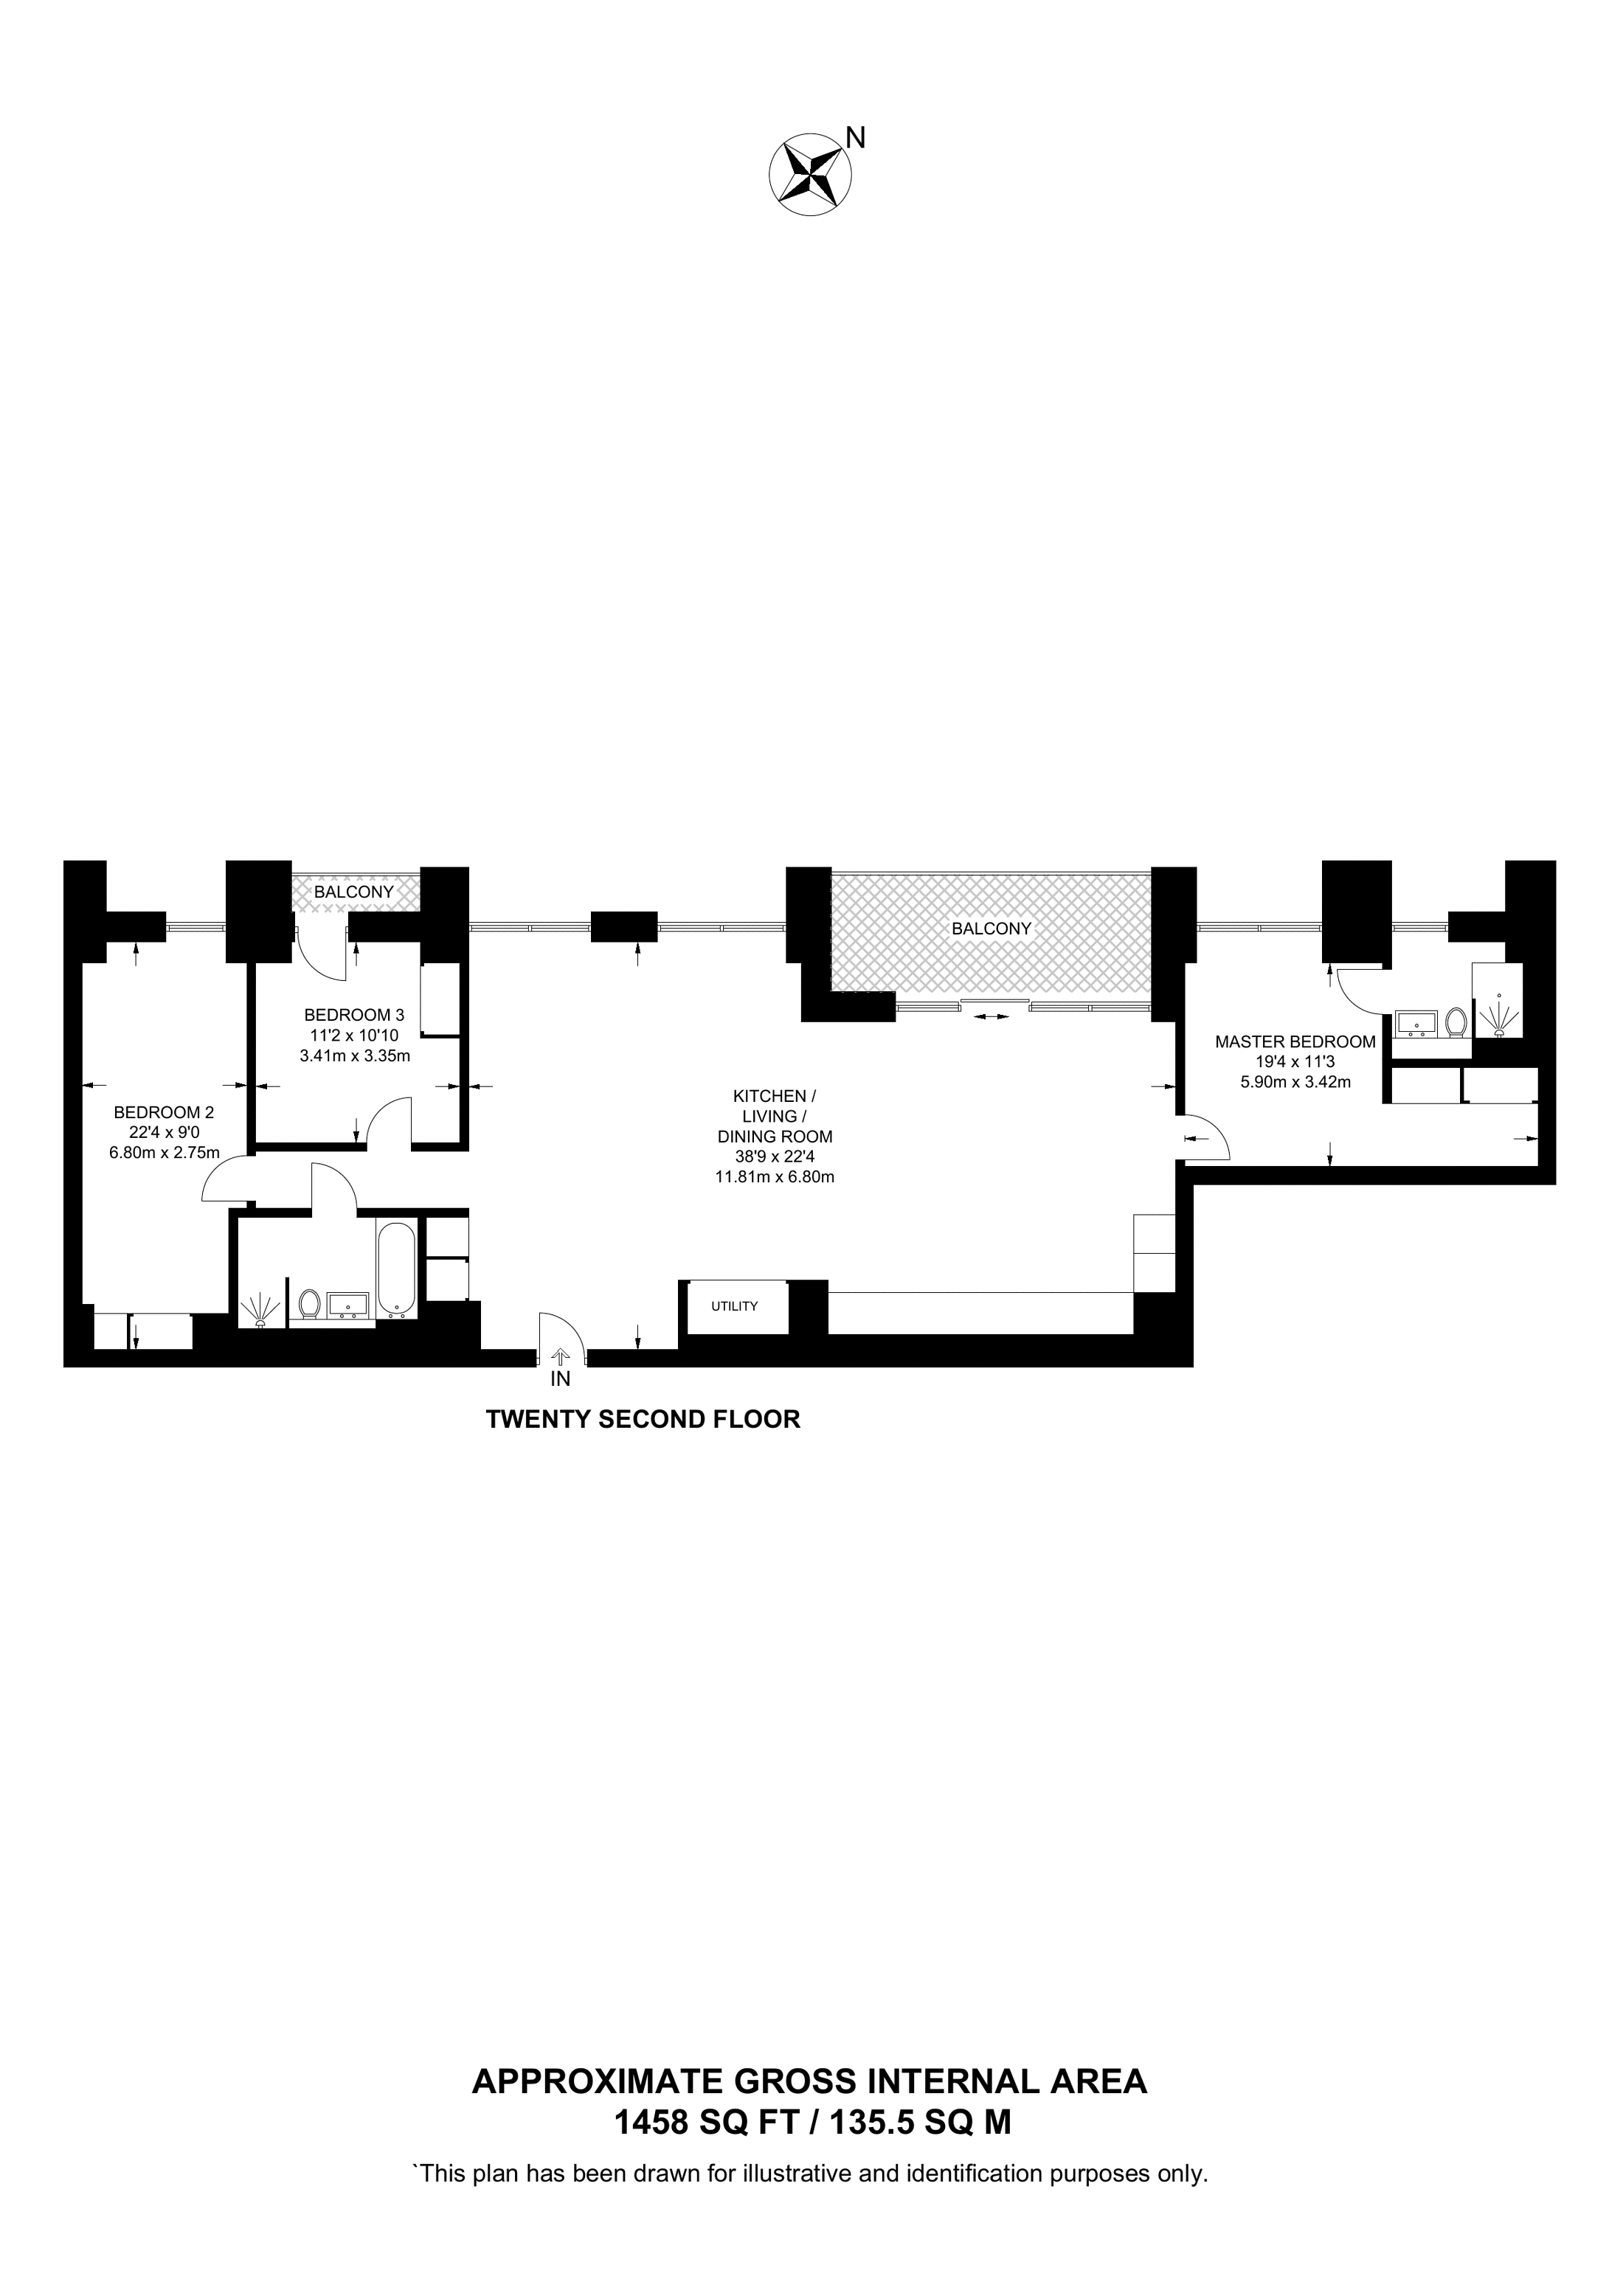 N
BALCONY
BALCONY
BEDROOM 3
11'2 x 10'10
3.41m x 3.35m
MASTER BEDROOM
19'4 x 11'3
5.90m x 3.42m
BEDROOM 2
22'4 x 9'0
6.80m x 2.75m
KITCHEN /
LIVING /
DINING ROOM
38'9 x 22'4
11.81m x 6.80m
UTILITY
IN
TWENTY SECOND FLOOR
APPROXIMATE GROSS INTERNAL AREA
1458 SQ FT / 135.5 SQ M
`This plan has been drawn for illustrative and identification purposes only.